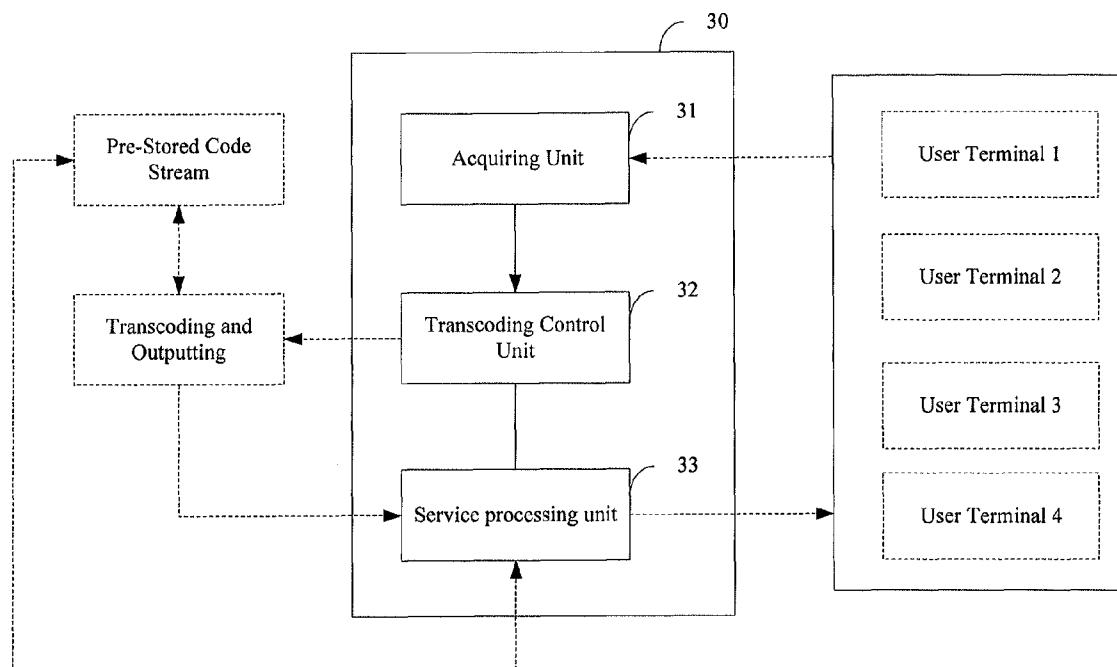 30
31
Pre-Stored Code
Stream
Acquiring Unit
User Terminal 1
32
User Terminal 2
Transcoding and
Outputting
Transcoding Control
Unit
User Terminal 3
33
Service processing unit
User Terminal 4